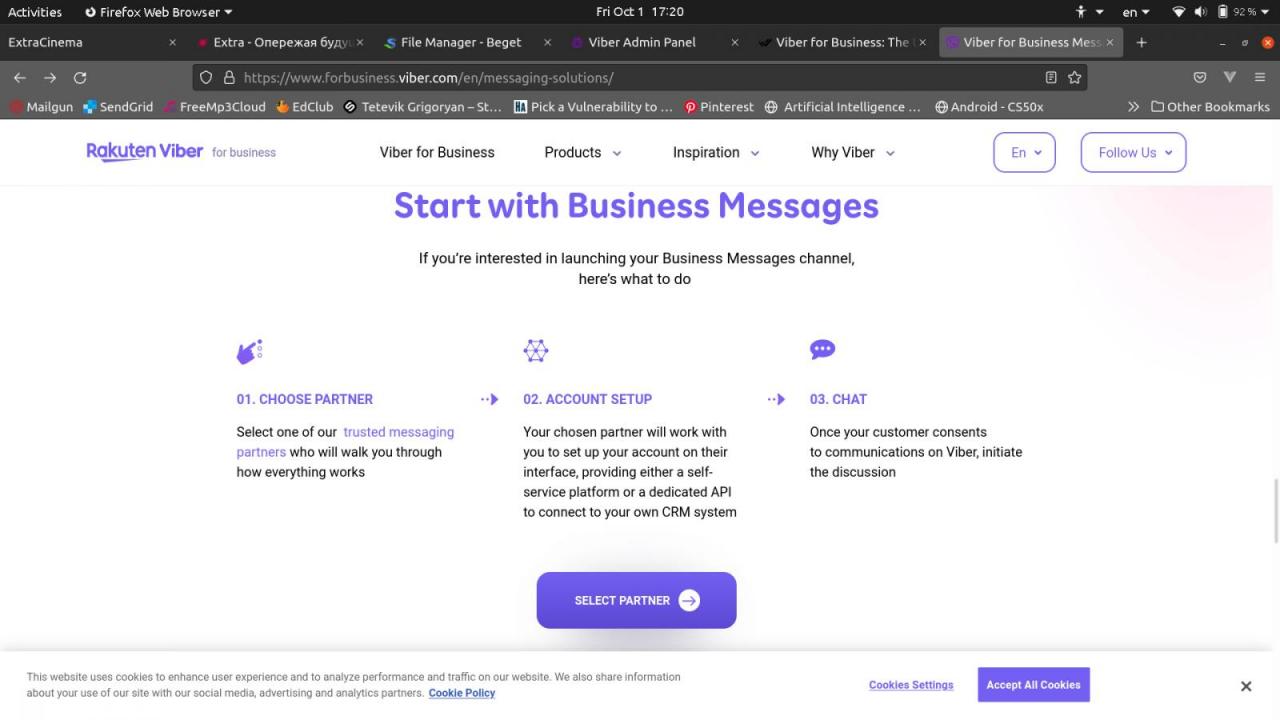 Activities Firefox Web Browser Fri Oct 1 17:20 en 92 %
ExtraCinema Extra - Опережая будущ File Manager - Beget Viber Admin Panel Viber for Business: The Viber for Business Mess
https://www.forbusiness.viber.com/en/messaging-solutions/
Mailgun SendGrid FreeMp3Cloud EdClub Tetevik Grigoryan – St… Pick a Vulnerability to … Pinterest Artificial Intelligence … Android - CS50x Other Bookmarks
Rakuten Viber for business Viber for Business Products Inspiration Why Viber En Follow Us
Start with Business Messages
If you’re interested in launching your Business Messages channel,
here’s what to do
01. CHOOSE PARTNER
Select one of our trusted messaging
partners who will walk you through
how everything works
02. ACCOUNT SETUP
Your chosen partner will work with
you to set up your account on their
interface, providing either a self-
service platform or a dedicated API
to connect to your own CRM system
03. CHAT
Once your customer consents
to communications on Viber, initiate
the discussion
SELECT PARTNER
This website uses cookies to enhance user experience and to analyze performance and traffic on our website. We also share information
about your use of our site with our social media, advertising and analytics partners. Cookie Policy
Cookies Settings
Accept All Cookies